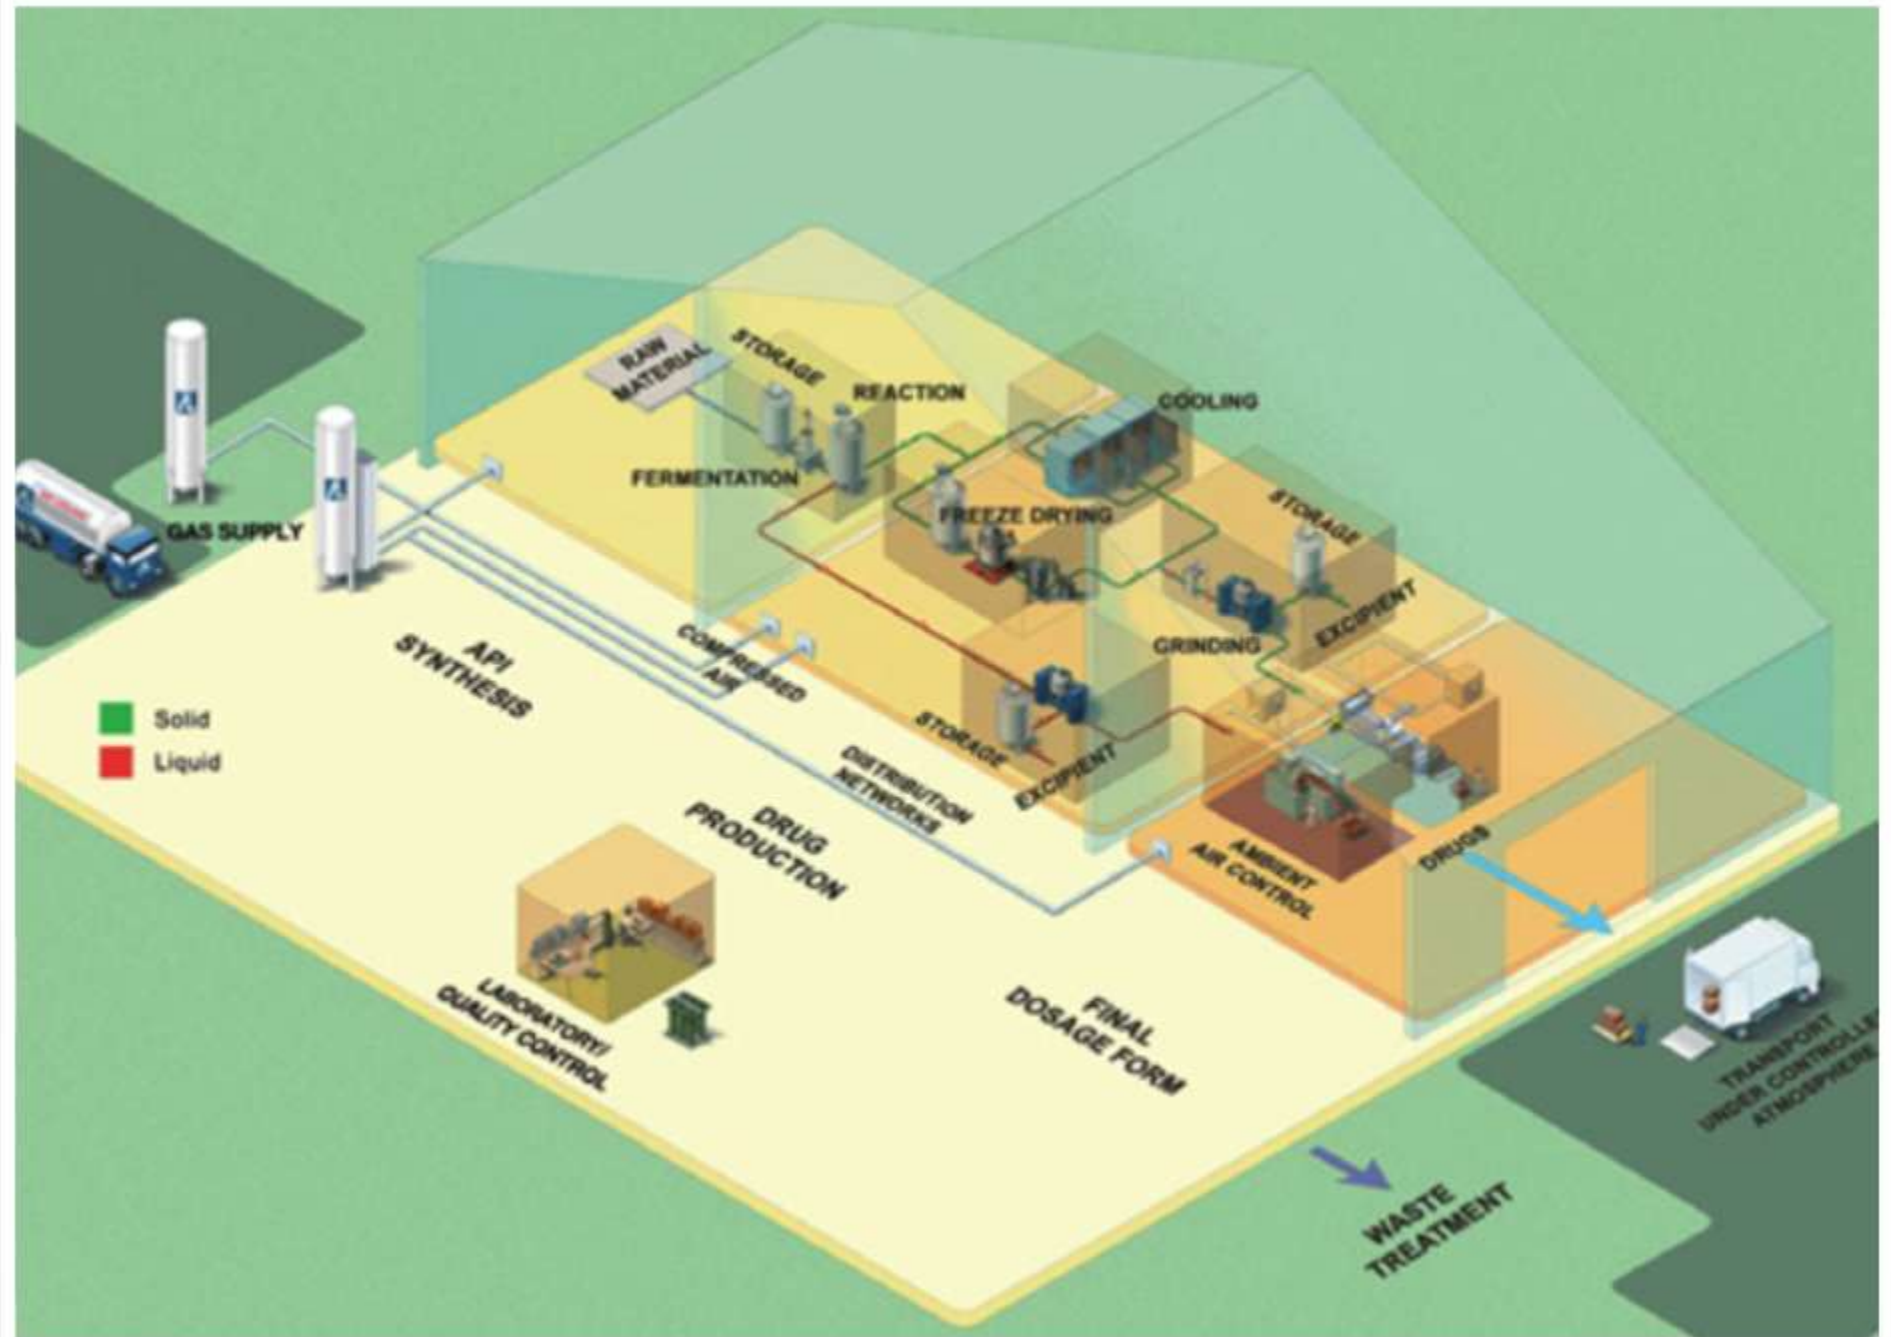 RAW
MATERIAL
STORAGE
REACTION
COOLING
FERMENTATION
FREEZE DRYING
STORAGE
EXCIPIENT
GRINDING
GAS SUPPLY
API
SYNTHESIS
COMPRESSED
AIR
Solid
Liquid
STORAGE
EXCIPIENT
DISTRIBUTION
NETWORKS
DRUG
PRODUCTION
AMBIENT
AIR CONTROL
DRUGS
LABORATORY/
QUALITY CONTROL
FINAL
DOSAGE FORM
TRANSPORT
UNDER CONTROLLE
ATMOSPHERE
WASTE
TREATMENT